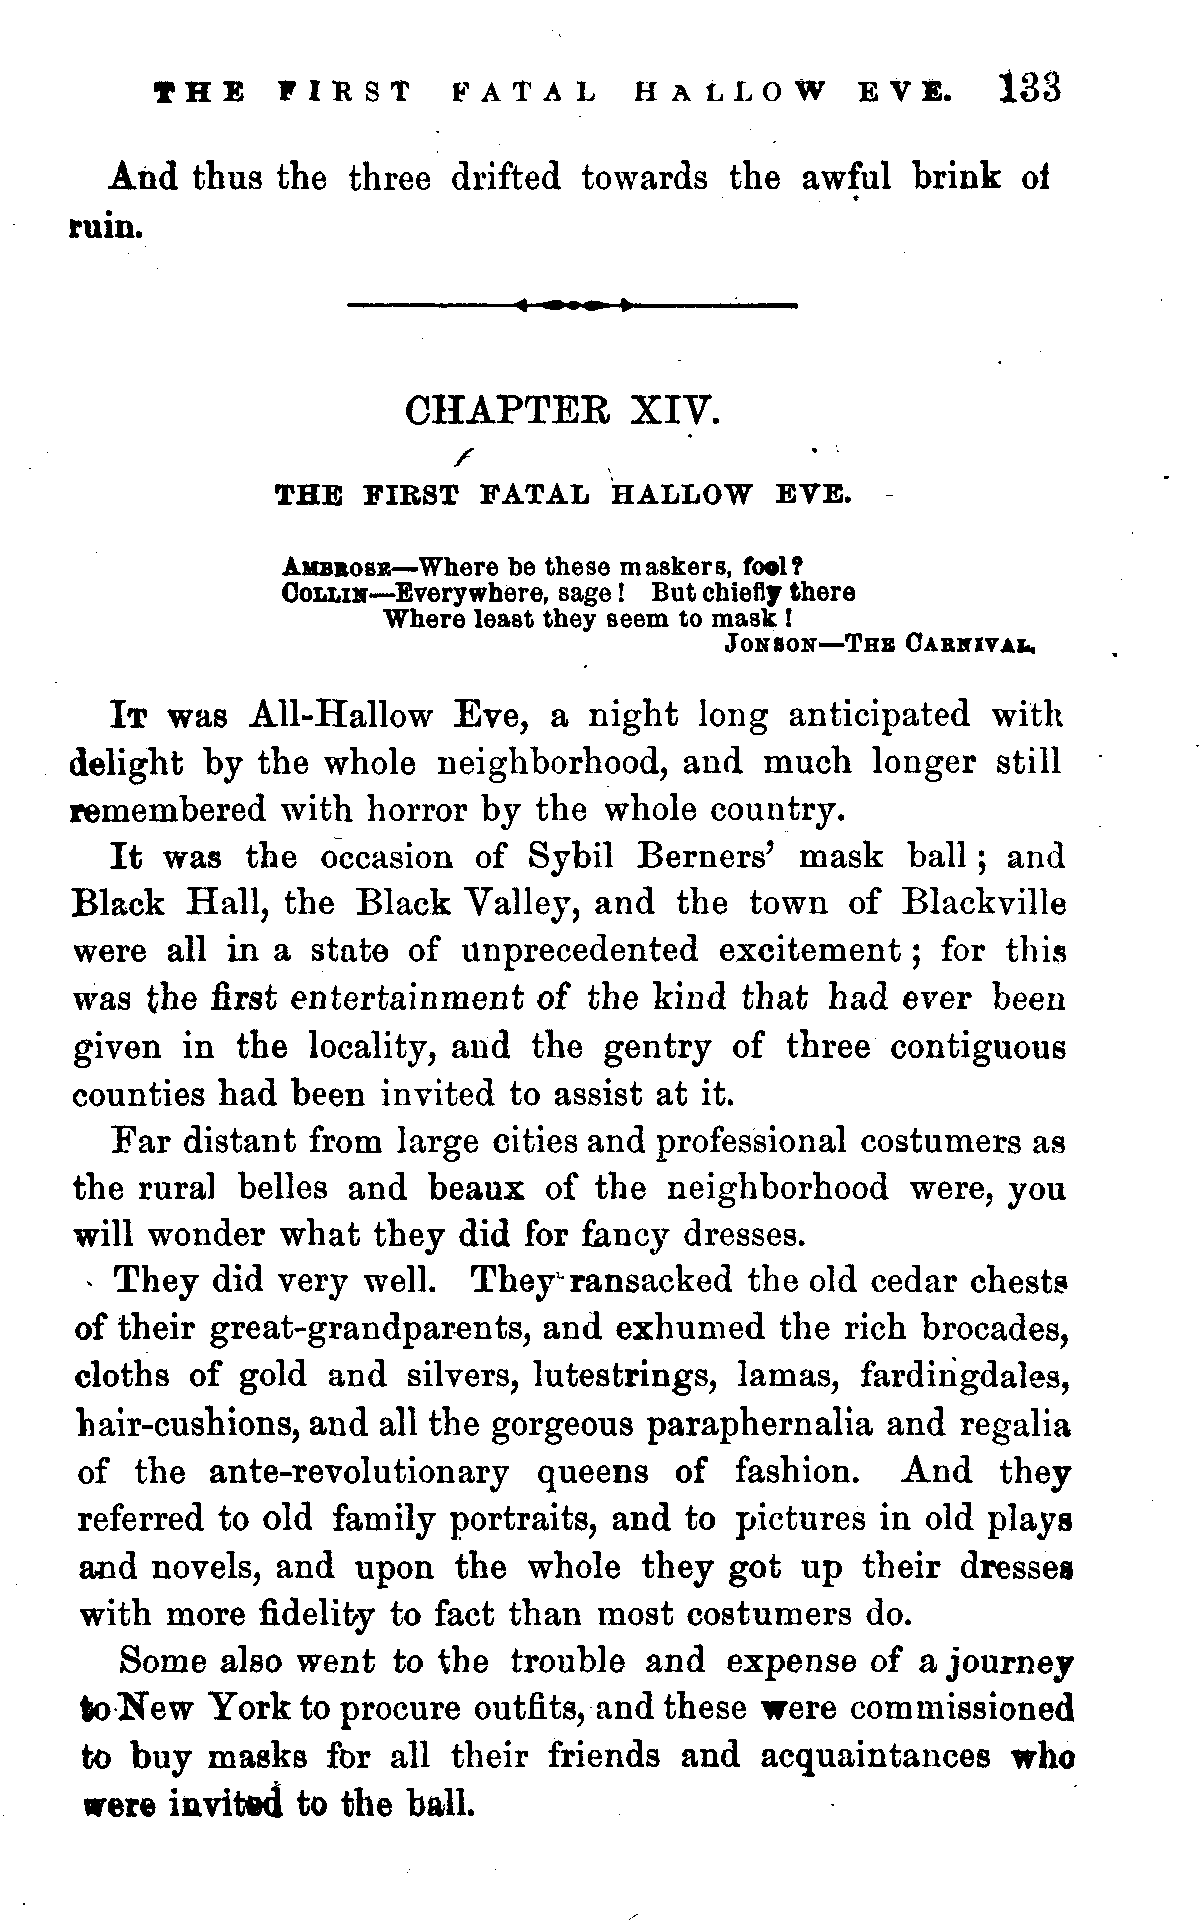 THE FIRST FATAL HALLOW EVE. 133
And thus the three drifted towards the awful brink of
ruin.
CHAPTER XIV.
THE FIRST FATAL HALLOW EVE.
AMBROSE—Where be these maskers, fool?
COLLIN—Everywhere, sage! But chiefly there
Where least they seem to mask!
JONSON—THE CARNIVAL.
IT was All-Hallow Eve, a night long anticipated with
delight by the whole neighborhood, and much longer still
remembered with horror by the whole country.
It was the occasion of Sybil Berners' mask ball; and
Black Hall, the Black Valley, and the town of Blackville
were all in a state of unprecedented excitement; for this
was the first entertainment of the kind that had ever been
given in the locality, and the gentry of three contiguous
counties had been invited to assist at it.
Far distant from large cities and professional costumers as
the rural belles and beaux of the neighborhood were, you
will wonder what they did for fancy dresses.
They did very well. They ransacked the old cedar chests
of their great-grandparents, and exhumed the rich brocades,
cloths of gold and silvers, lutestrings, lamas, fardingdales,
hair-cushions, and all the gorgeous paraphernalia and regalia
of the ante-revolutionary queens of fashion. And they
referred to old family portraits, and to pictures in old plays
and novels, and upon the whole they got up their dresses
with more fidelity to fact than most costumers do.
Some also went to the trouble and expense of a journey
to New York to procure outfits, and these were commissioned
to buy masks for all their friends and acquaintances who
were invited to the ball.